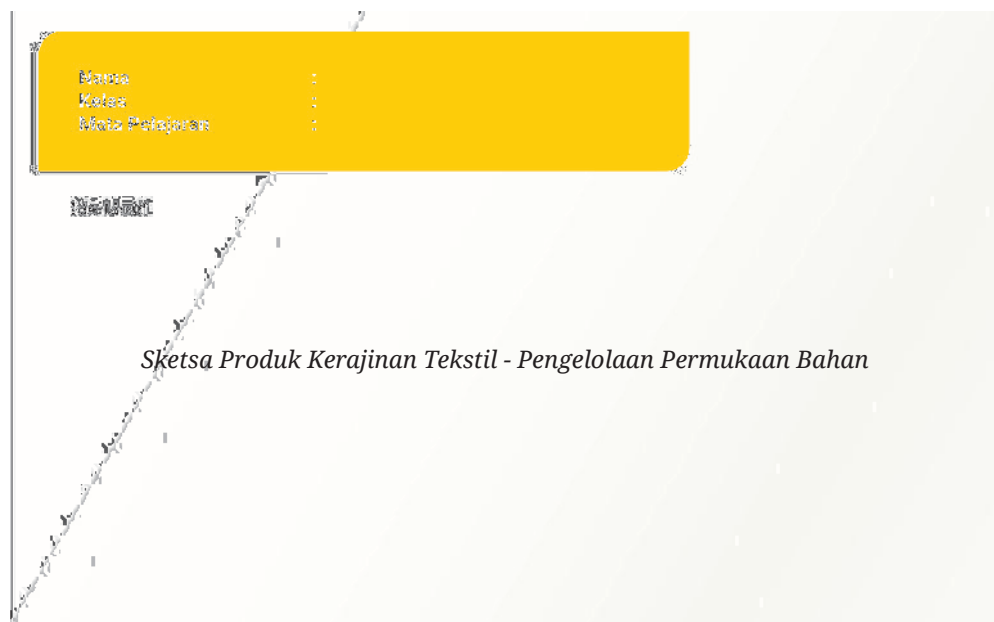 Nama :
Kelas :
Mata Pelajaran :
Sketsa Produk Kerajinan Tekstil - Pengelolaan Permukaan Bahan